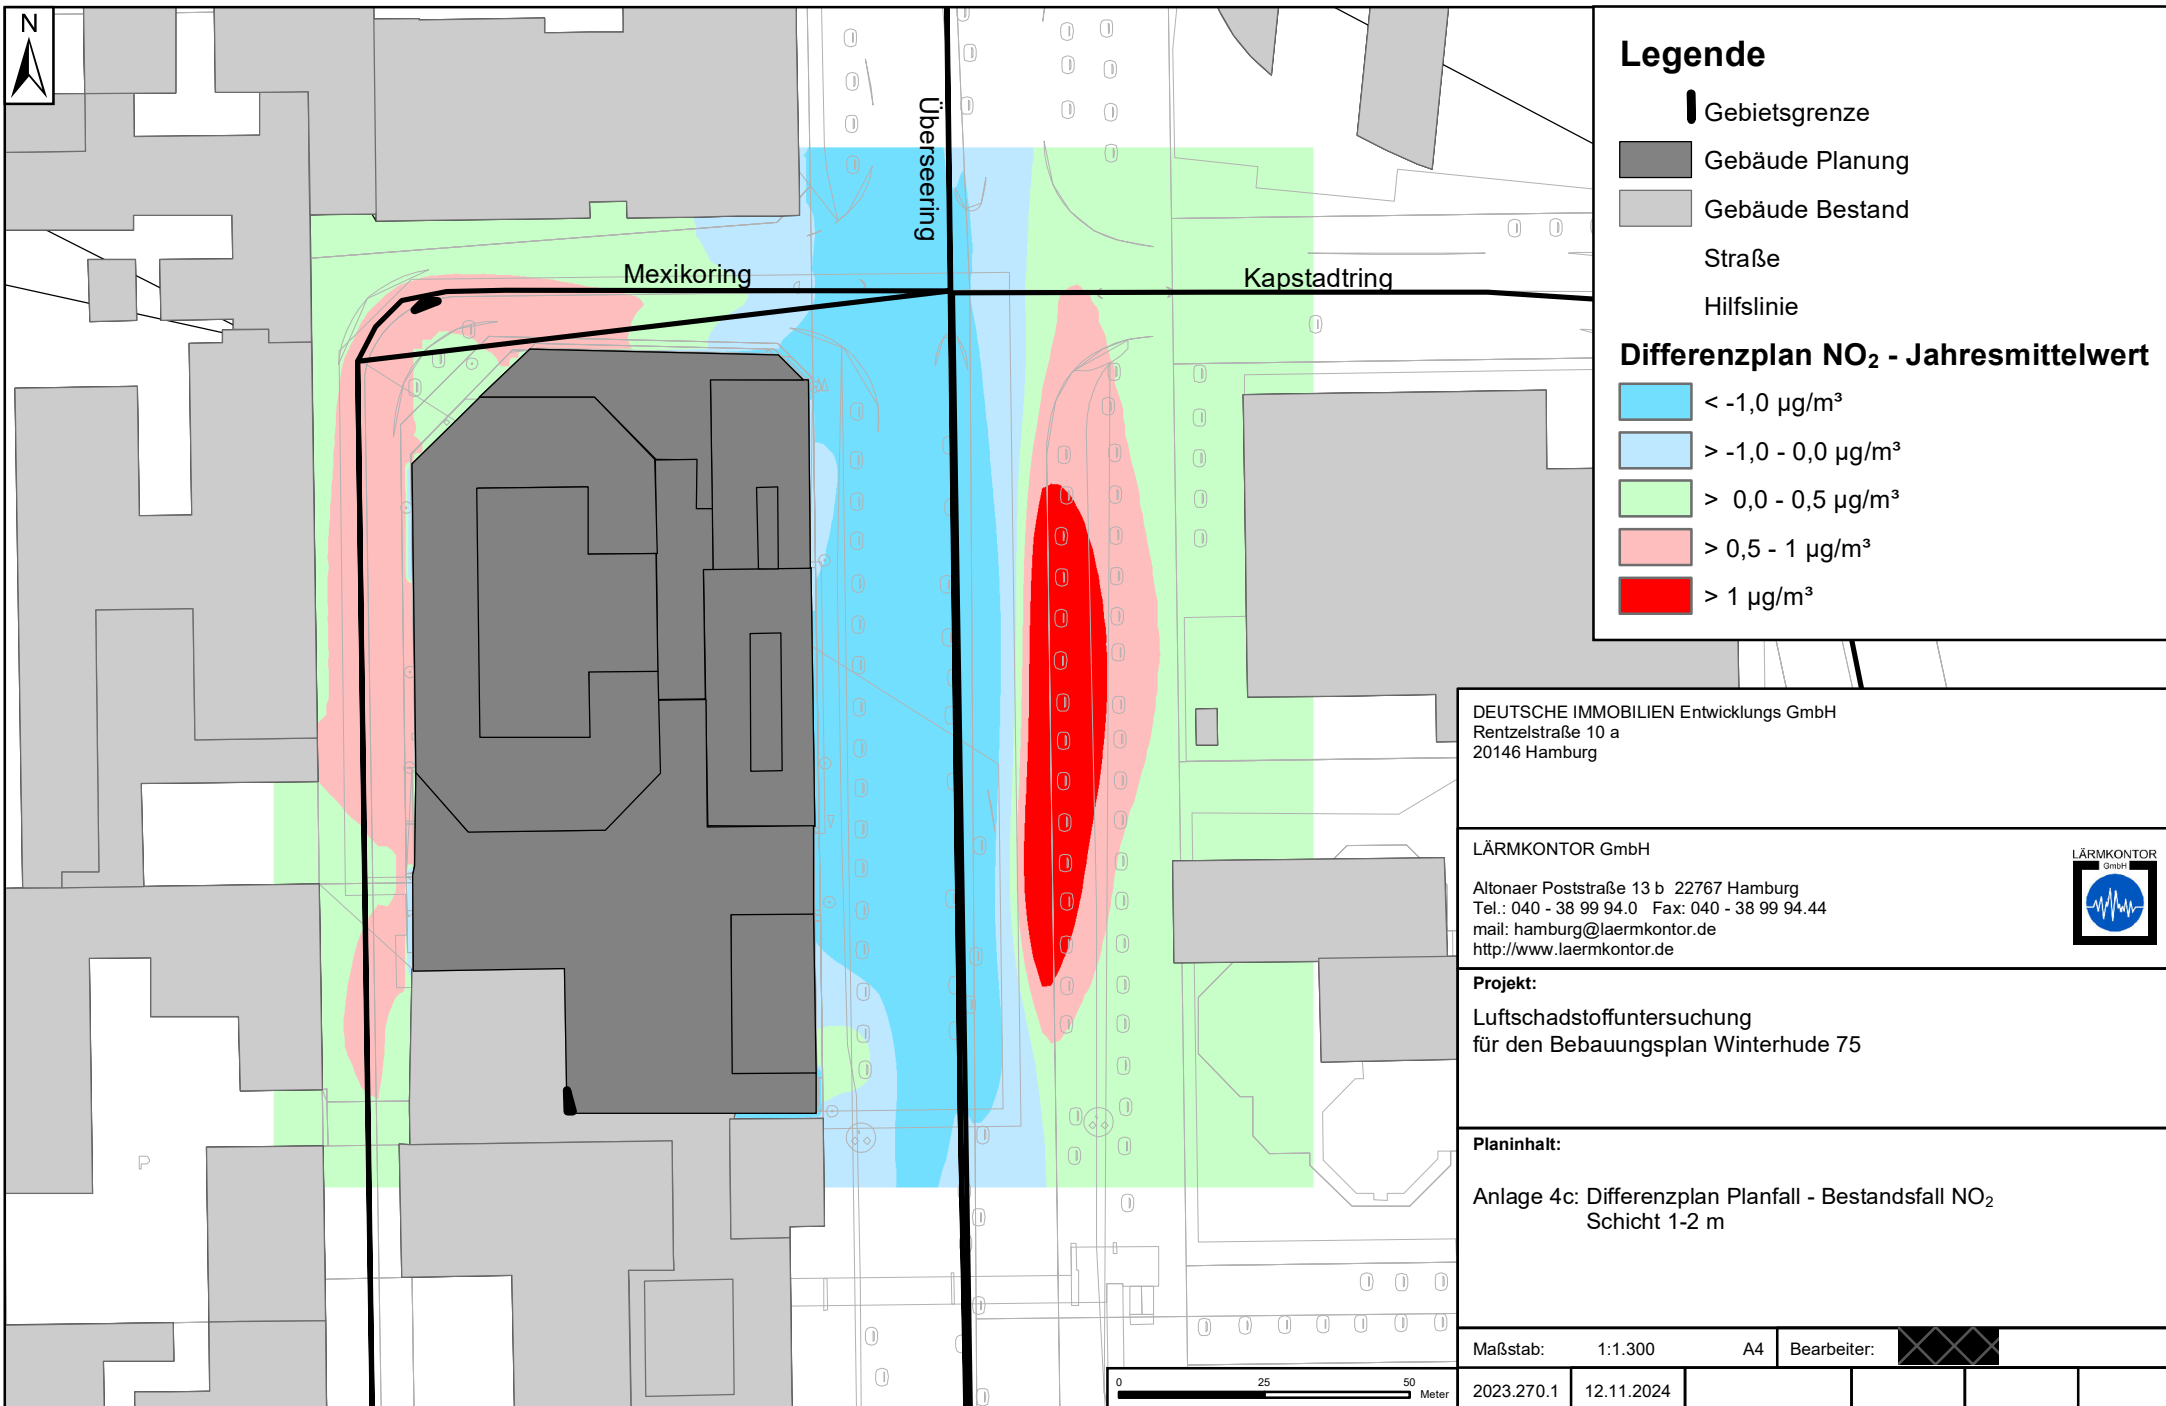 N
Überseering
Mexikoring
Kapstadtring
P
Legende
Gebietsgrenze
Gebäude Planung
Gebäude Bestand
Straße
Hilfslinie
Differenzplan NO₂ - Jahresmittelwert
< -1,0 µg/m³
> -1,0 - 0,0 µg/m³
> 0,0 - 0,5 µg/m³
> 0,5 - 1 µg/m³
> 1 µg/m³
DEUTSCHE IMMOBILIEN Entwicklungs GmbH
Rentzelstraße 10 a
20146 Hamburg
LÄRMKONTOR GmbH
Altonaer Poststraße 13 b 22767 Hamburg
Tel.: 040 - 38 99 94.0 Fax: 040 - 38 99 94.44
mail: hamburg@laermkontor.de
http://www.laermkontor.de
LÄRMKONTOR
GmbH
Projekt:
Luftschadstoffuntersuchung
für den Bebauungsplan Winterhude 75
Planinhalt:
Anlage 4c: Differenzplan Planfall - Bestandsfall NO₂
Schicht 1-2 m
Maßstab: 1:1.300 A4 Bearbeiter:
0 25 50 Meter
2023.270.1 12.11.2024